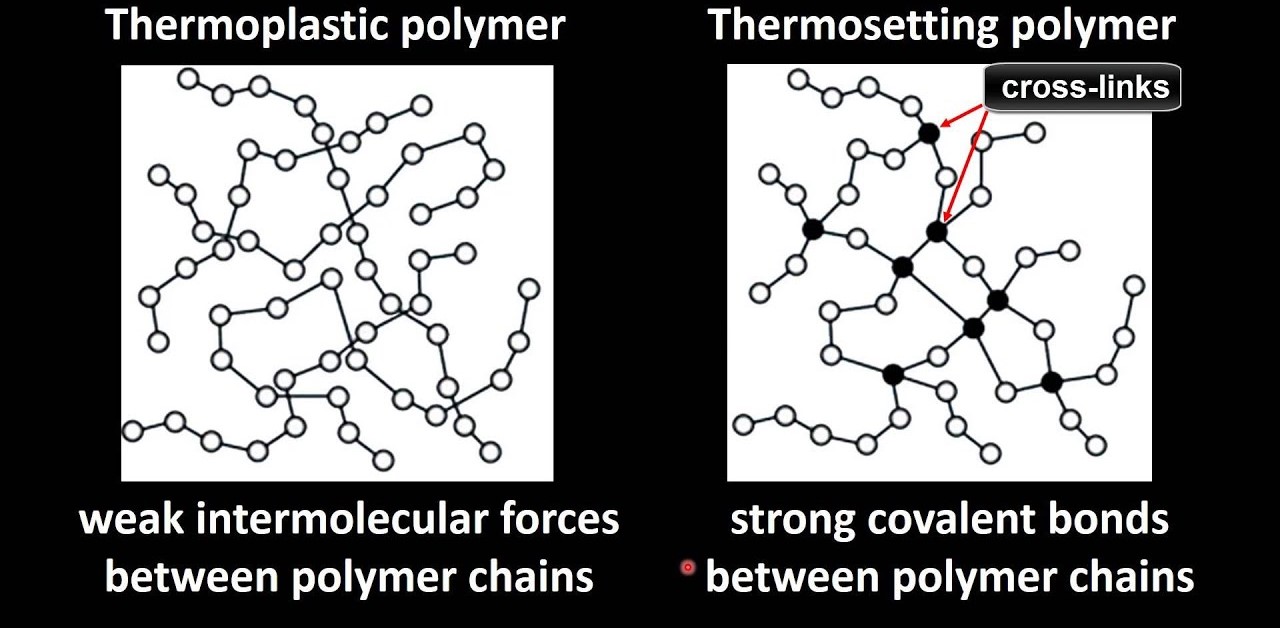 Thermoplastic polymer
Thermosetting polymer
cross-links
weak intermolecular forces
between polymer chains
strong covalent bonds
between polymer chains